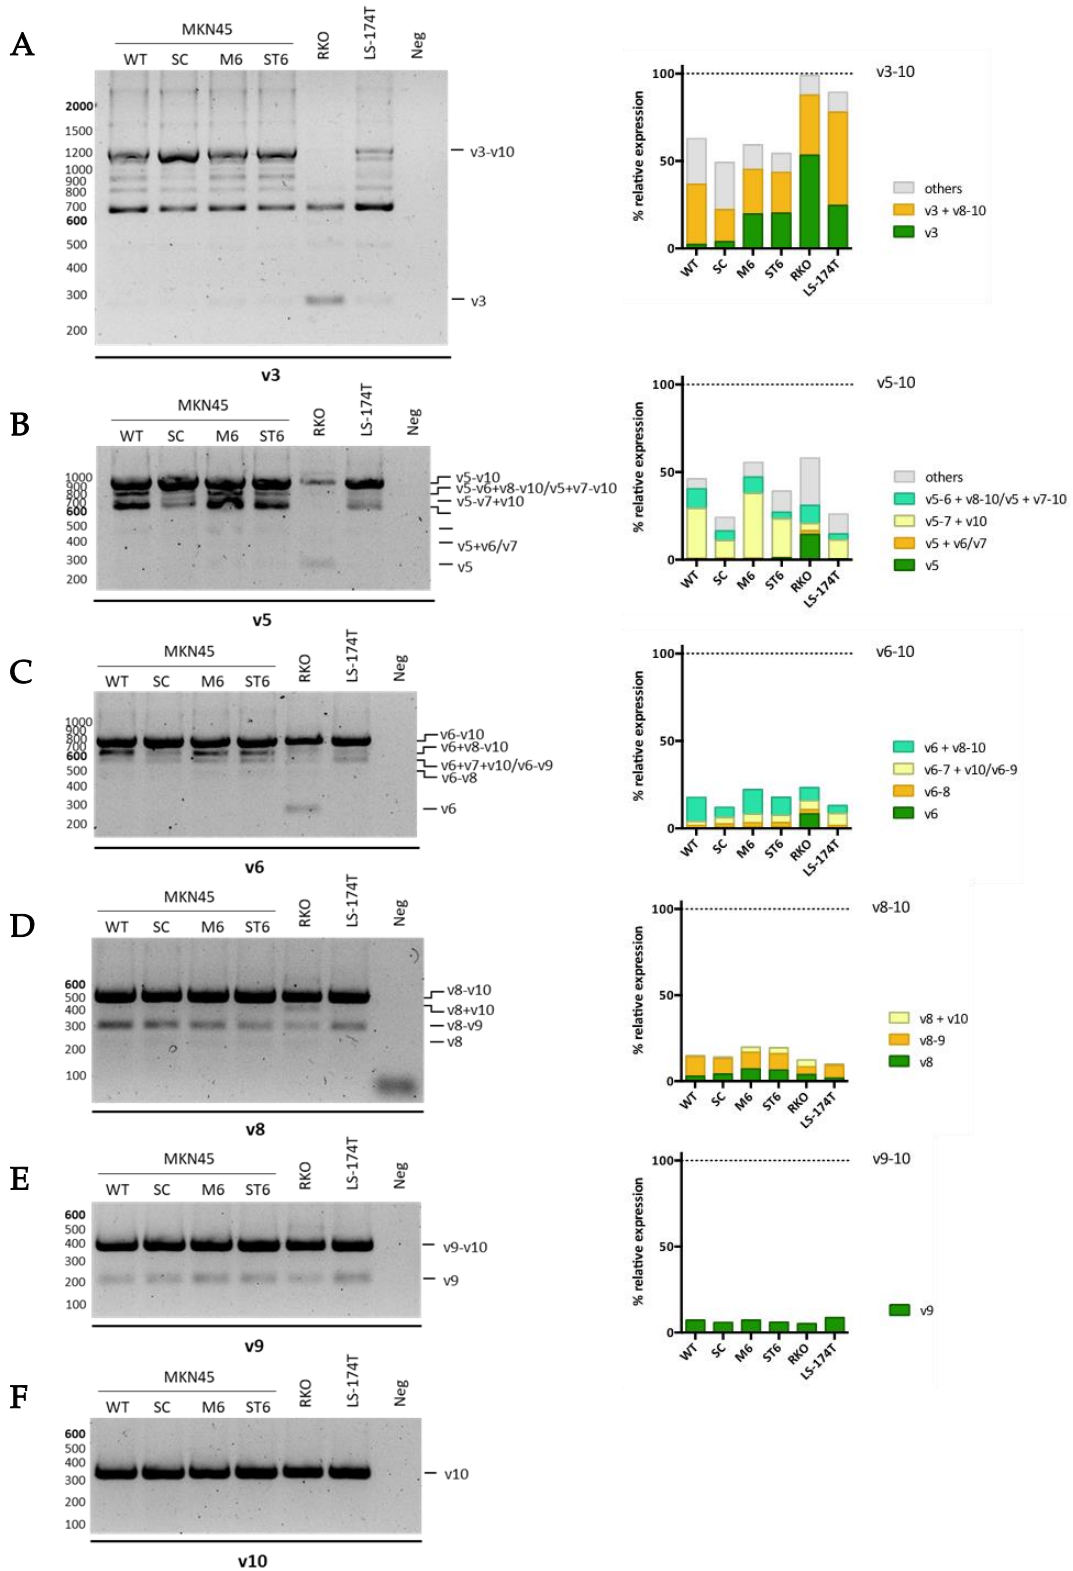 A
MKN45
WT SC M6 ST6 RKO LS-174T Neg
2000
1500
1200
1000
900
800
700
600
500
400
300
200
v3-v10
v3
v3
% relative expression
100
50
0
WT SC M6 ST6 RKO LS-174T
v3-10
others
v3 + v8-10
v3
B
MKN45
WT SC M6 ST6 RKO LS-174T Neg
1000
900
800
700
600
500
400
300
200
v5-v10
v5-v6+v8-v10/v5+v7-v10
v5-v7+v10
v5+v6/v7
v5
v5
% relative expression
100
50
0
WT SC M6 ST6 RKO LS-174T
v5-10
others
v5-6 + v8-10/v5 + v7-10
v5-7 + v10
v5 + v6/v7
v5
C
MKN45
WT SC M6 ST6 RKO LS-174T Neg
1000
900
800
700
600
500
400
300
200
v6-v10
v6+v8-v10
v6+v7+v10/v6-v9
v6-v8
v6
v6
% relative expression
100
50
0
WT SC M6 ST6 RKO LS-174T
v6-10
v6 + v8-10
v6-7 + v10/v6-9
v6-8
v6
D
MKN45
WT SC M6 ST6 RKO LS-174T Neg
600
500
400
300
200
100
v8-v10
v8+v10
v8-v9
v8
v8
% relative expression
100
50
0
WT SC M6 ST6 RKO LS-174T
v8-10
v8 + v10
v8-9
v8
E
MKN45
WT SC M6 ST6 RKO LS-174T Neg
600
500
400
300
200
100
v9-v10
v9
v9
% relative expression
100
50
0
WT SC M6 ST6 RKO LS-174T
v9-10
v9
F
MKN45
WT SC M6 ST6 RKO LS-174T Neg
600
500
400
300
200
100
v10
v10